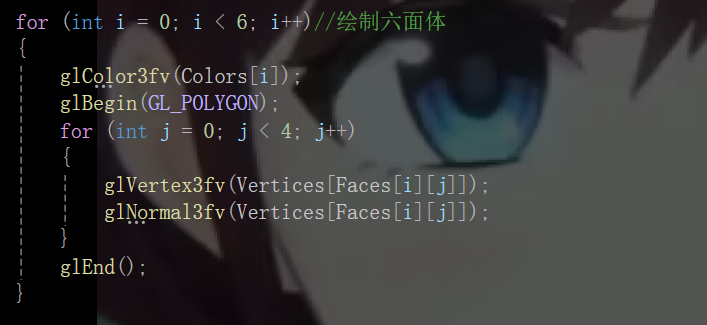 for (int i = 0; i < 6; i++)//绘制六面体
{
glColor3fv(Colors[i]);
glBegin(GL_POLYGON);
for (int j = 0; j < 4; j++)
{
glVertex3fv(Vertices[Faces[i][j]]);
glNormal3fv(Vertices[Faces[i][j]]);
}
glEnd();
}